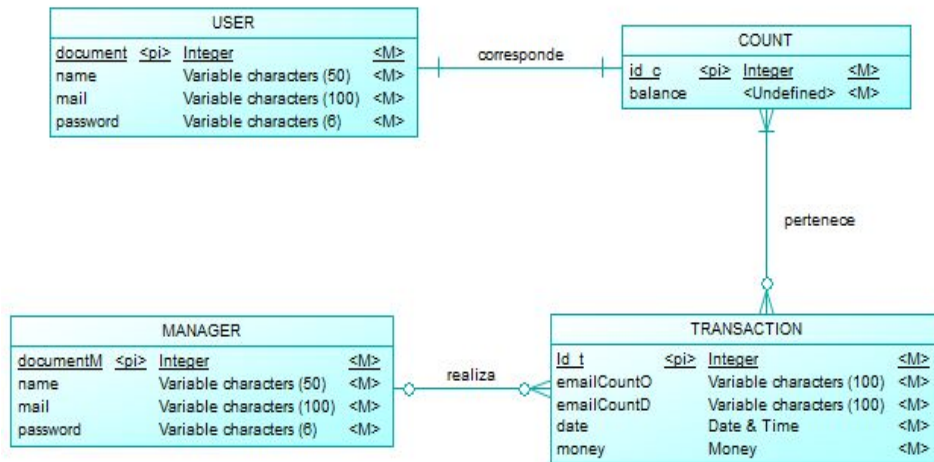 USER
document <pi> Integer <M>
name Variable characters (50) <M>
mail Variable characters (100) <M>
password Variable characters (6) <M>
corresponde
COUNT
id_c <pi> Integer <M>
balance <Undefined> <M>
pertenece
MANAGER
documentM <pi> Integer <M>
name Variable characters (50) <M>
mail Variable characters (100) <M>
password Variable characters (6) <M>
realiza
TRANSACTION
Id_t <pi> Integer <M>
emailCountO Variable characters (100) <M>
emailCountD Variable characters (100) <M>
date Date & Time <M>
money Money <M>